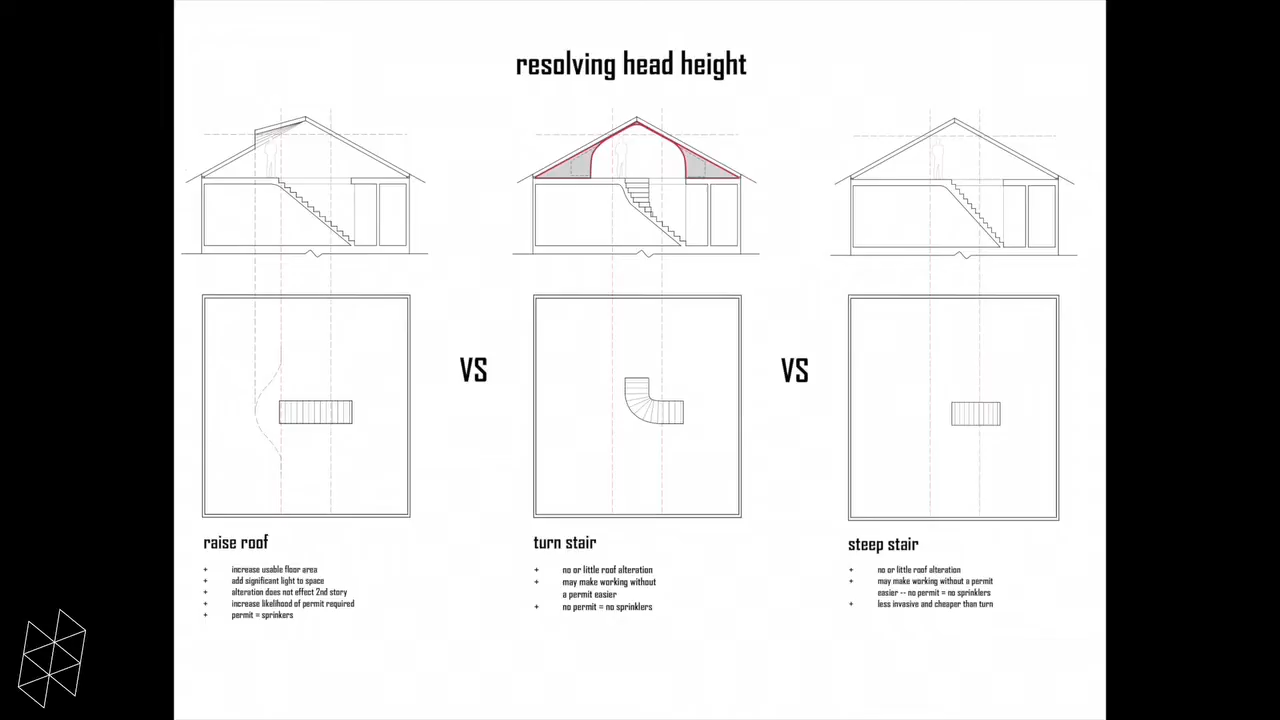 resolving head height
VS
VS
raise roof
+ increase usable floor area
+ add significant light to space
+ alteration does not effect 2nd story
+ increase likelihood of permit required
+ permit = sprinkers
turn stair
+ no or little roof alteration
+ may make working without
a permit easier
+ no permit = no sprinklers
steep stair
+ no or little roof alteration
+ may make working without a permit
easier -- no permit = no sprinklers
+ less invasive and cheaper than turn